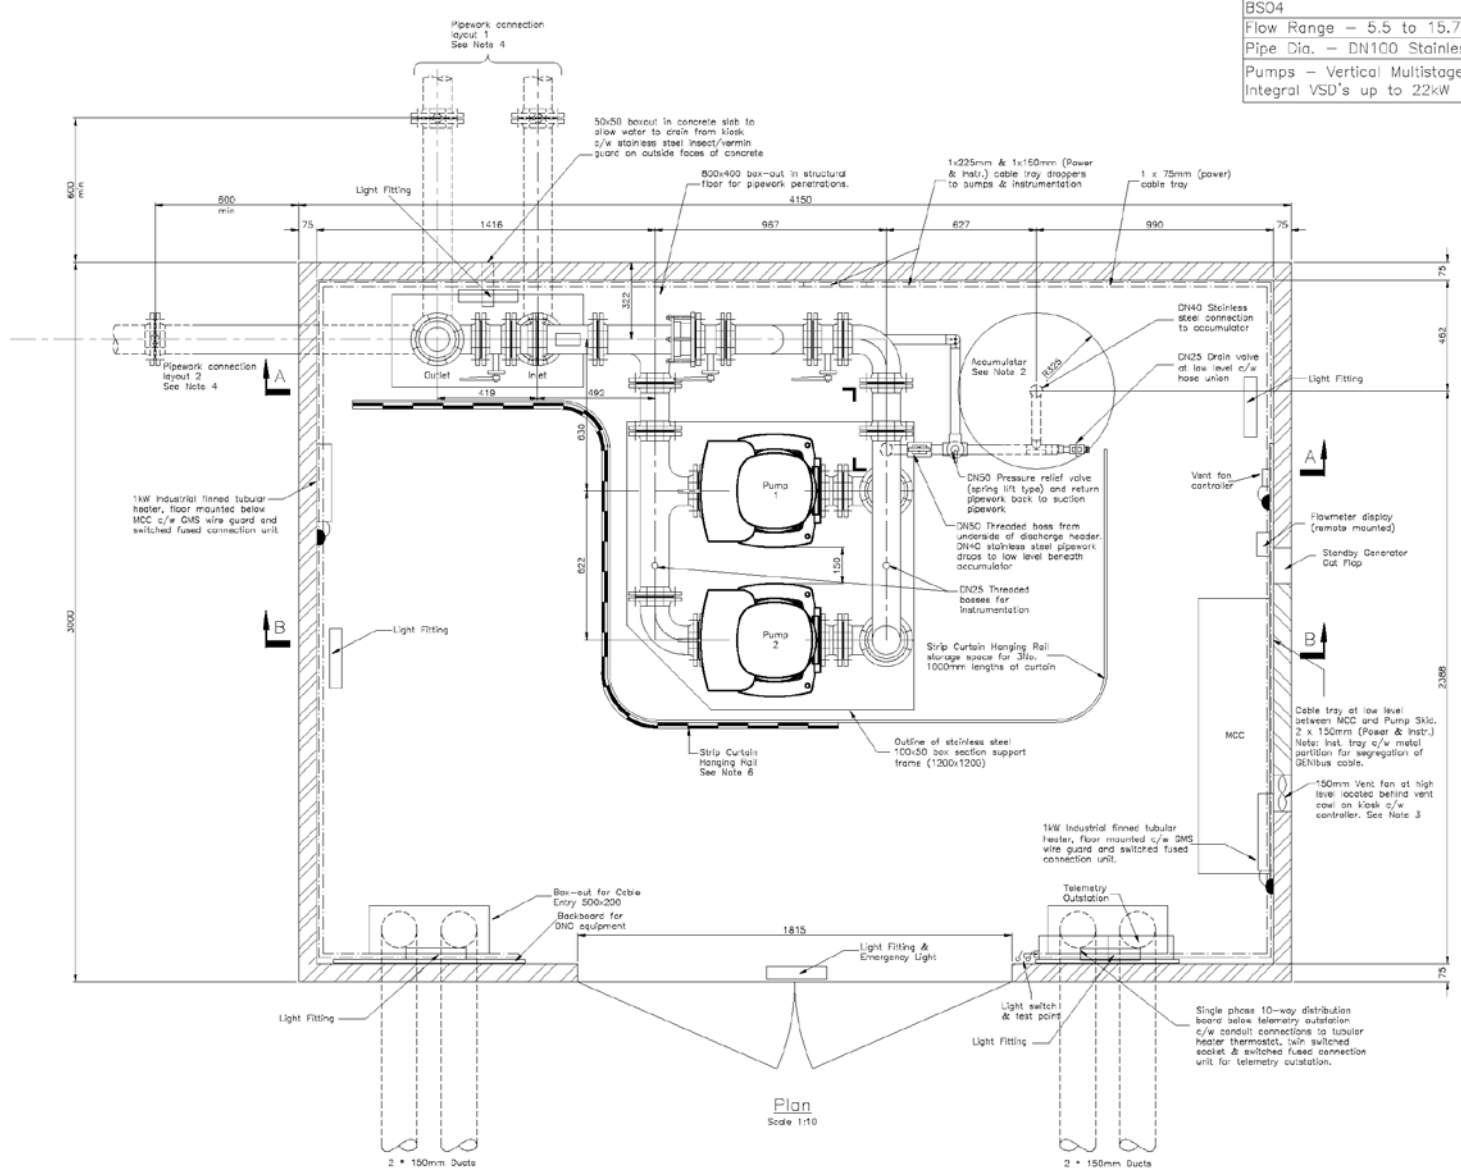 BS04
Flow Range – 5.5 to 15.7
Pipe Dia. – DN100 Stainles
Pumps – Vertical Multistage
Integral VSD's up to 22kW
Pipework connection
layout 1
See Note 4
50x50 boxout in concrete slab to
allow water to drain from kiosk
c/w stainless steel insect/vermin
guard on outside faces of concrete
Light Fitting
800x400 box-out in structural
floor for pipework penetrations.
1x225mm & 1x150mm (Power
& Instr.) cable tray droppers
to pumps & instrumentation
1 x 75mm (power)
cable tray
600
min
600
min
4150
75
1416
967
627
990
75
75
322
462
DN40 Stainless
steel connection
to accumulator
DN25 Drain valve
at low level c/w
hose union
Accumulator
See Note 2
R325
Light Fitting
Pipework connection
layout 2
See Note 4
A
Outlet
Inlet
419
492
630
A
Vent fan
controller
1kW Industrial finned tubular
heater, floor mounted below
MCC c/w GMS wire guard and
switched fused connection unit
Pump
1
DN50 Pressure relief valve
(spring lift type) and return
pipework back to suction
pipework
DN50 Threaded boss from
underside of discharge header.
DN40 stainless steel pipework
drops to low level beneath
accumulator
Flowmeter display
(remote mounted)
Standby Generator
Cat Flap
622
150
DN25 Threaded
bosses for
instrumentation
3000
B
Light Fitting
Pump
2
Strip Curtain Hanging Rail
storage space for 3No.
1000mm lengths of curtain
B
2388
MCC
Cable tray at low level
between MCC and Pump Skid.
2 x 150mm (Power & Instr.)
Note: Inst. tray c/w metal
partition for segregation of
GENIbus cable.
Strip Curtain
Hanging Rail
See Note 6
Outline of stainless steel
100x50 box section support
frame (1200x1200)
150mm Vent fan at high
level located behind vent
cowl on kiosk c/w
controller. See Note 3
1kW Industrial finned tubular
heater, floor mounted c/w GMS
wire guard and switched fused
connection unit.
Box-out for Cable
Entry 500x200
Backboard for
DNO equipment
Telemetry
Outstation
1815
Light Fitting &
Emergency Light
75
Light Fitting
Light switch
& test point
Light Fitting
Single phase 10-way distribution
board below telemetry outstation
c/w conduit connections to tubular
heater thermostat, twin switched
socket & switched fused connection
unit for telemetry outstation.
Plan
Scale 1:10
2 * 150mm Ducts
2 * 150mm Ducts